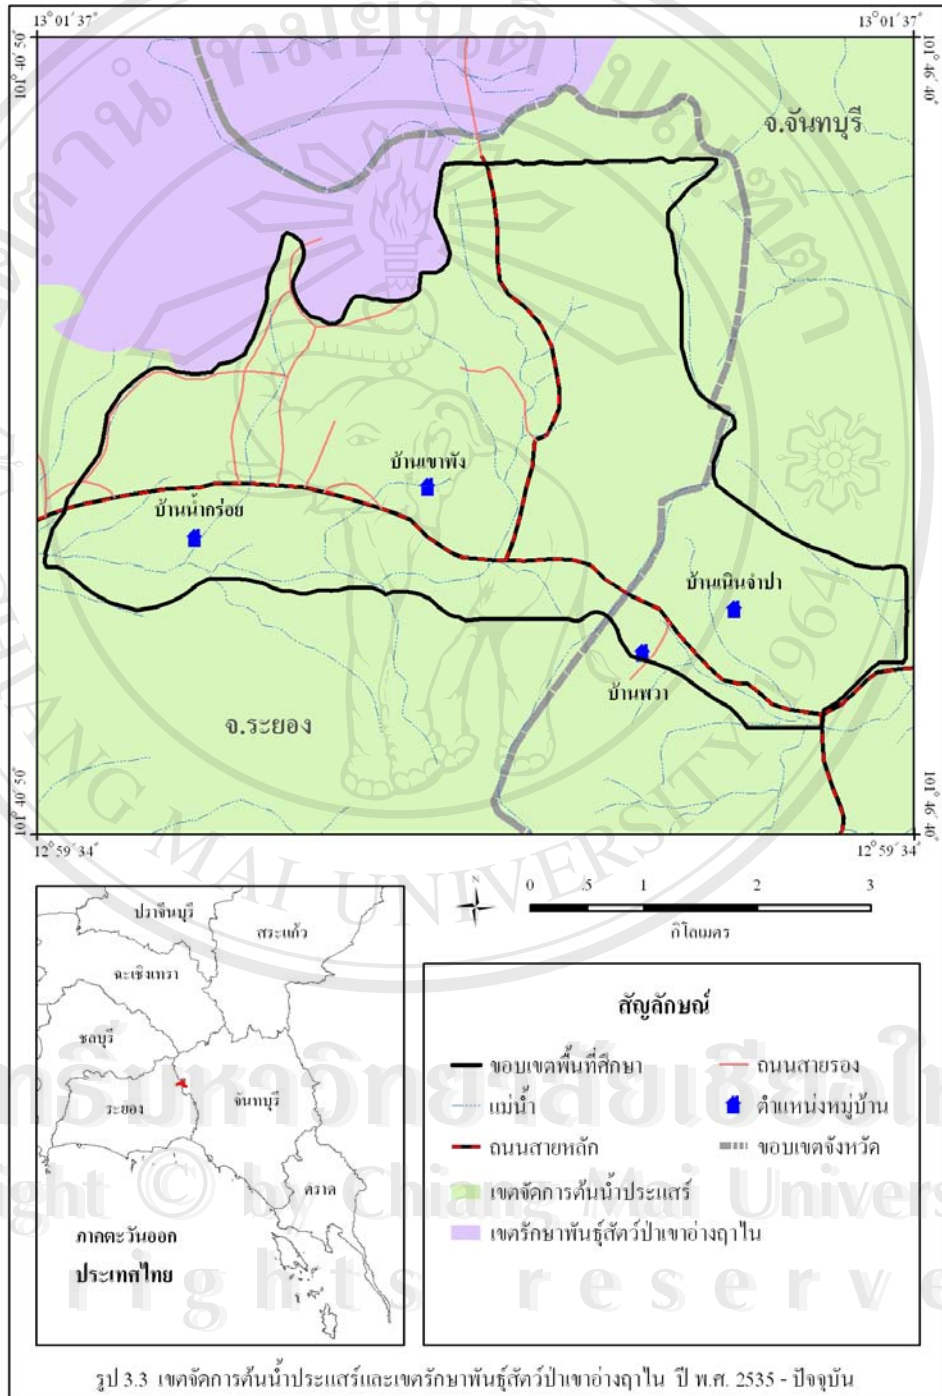 13° 01´ 37˝
13° 01´ 37˝
101° 40´ 50˝
101° 46´ 40˝
จ.จันทบุรี
บ้านเขาพัง
บ้านน้ำกร่อย
บ้านเนินจำปา
บ้านพวา
จ.ระยอง
101° 40´ 50˝
101° 46´ 40˝
12° 59´ 34˝
12° 59´ 34˝
CHIANG MAI UNIVERSITY 1964
N
0 .5 1 2 3
กิโลเมตร
ปราจีนบุรี
สระแก้ว
ฉะเชิงเทรา
ชลบุรี
ระยอง
จันทบุรี
ตราด
ภาคตะวันออก
ประเทศไทย
สัญลักษณ์
ขอบเขตพื้นที่ศึกษา
ถนนสายรอง
แม่น้ำ
ตำแหน่งหมู่บ้าน
ถนนสายหลัก
ขอบเขตจังหวัด
เขตจัดการต้นน้ำประแสร์
เขตรักษาพันธุ์สัตว์ป่าเขาอ่างฤาไน
ght © by Chiang Mai Univers
rights reserve
รูป 3.3 เขตจัดการต้นน้ำประแสร์และเขตรักษาพันธุ์สัตว์ป่าเขาอ่างฤาไน ปี พ.ศ. 2535 - ปัจจุบัน